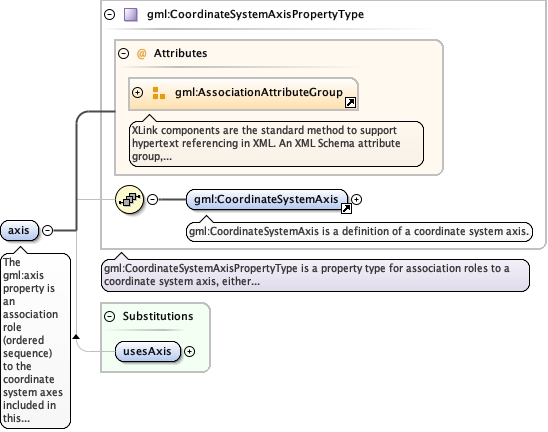 gml:CoordinateSystemAxisPropertyType
@ Attributes
gml:AssociationAttributeGroup
XLink components are the standard method to support
hypertext referencing in XML. An XML Schema attribute
group,...
gml:CoordinateSystemAxis
gml:CoordinateSystemAxis is a definition of a coordinate system axis.
axis
The
gml:axis
property is
an
association
role
(ordered
sequence)
to the
coordinate
system axes
included in
this...
gml:CoordinateSystemAxisPropertyType is a property type for association roles to a
coordinate system axis, either...
Substitutions
usesAxis